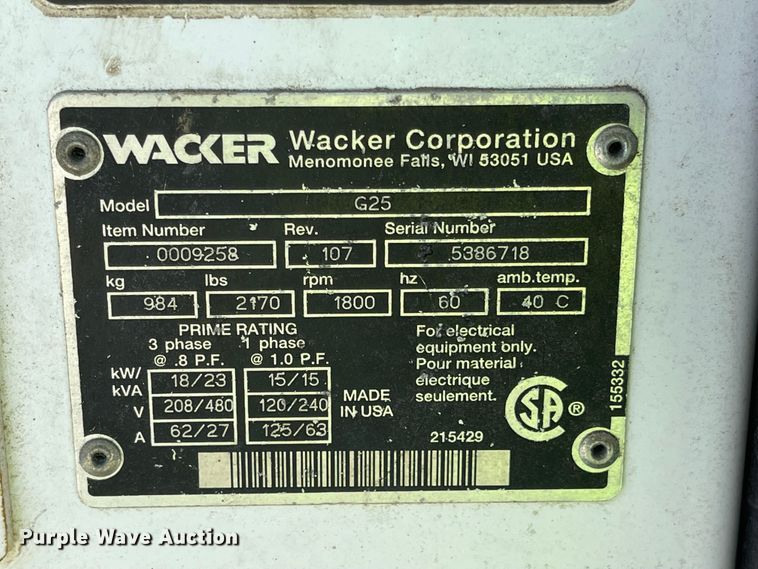 WACKER Wacker Corporation
Menomonee Falls, WI 53051 USA
Model G25
Item Number Rev. Serial Number
0009258 107 5386718
kg lbs rpm hz amb.temp.
984 2170 1800 60 40 C
PRIME RATING
3 phase 1 phase
@ .8 P.F. @ 1.0 P.F.
kW/kVA 18/23 15/15
V 208/480 120/240
A 62/27 125/63
MADE
IN USA
For electrical
equipment only.
Pour material
électrique
seulement.
SA ®
215429
155332
Purple Wave Auction